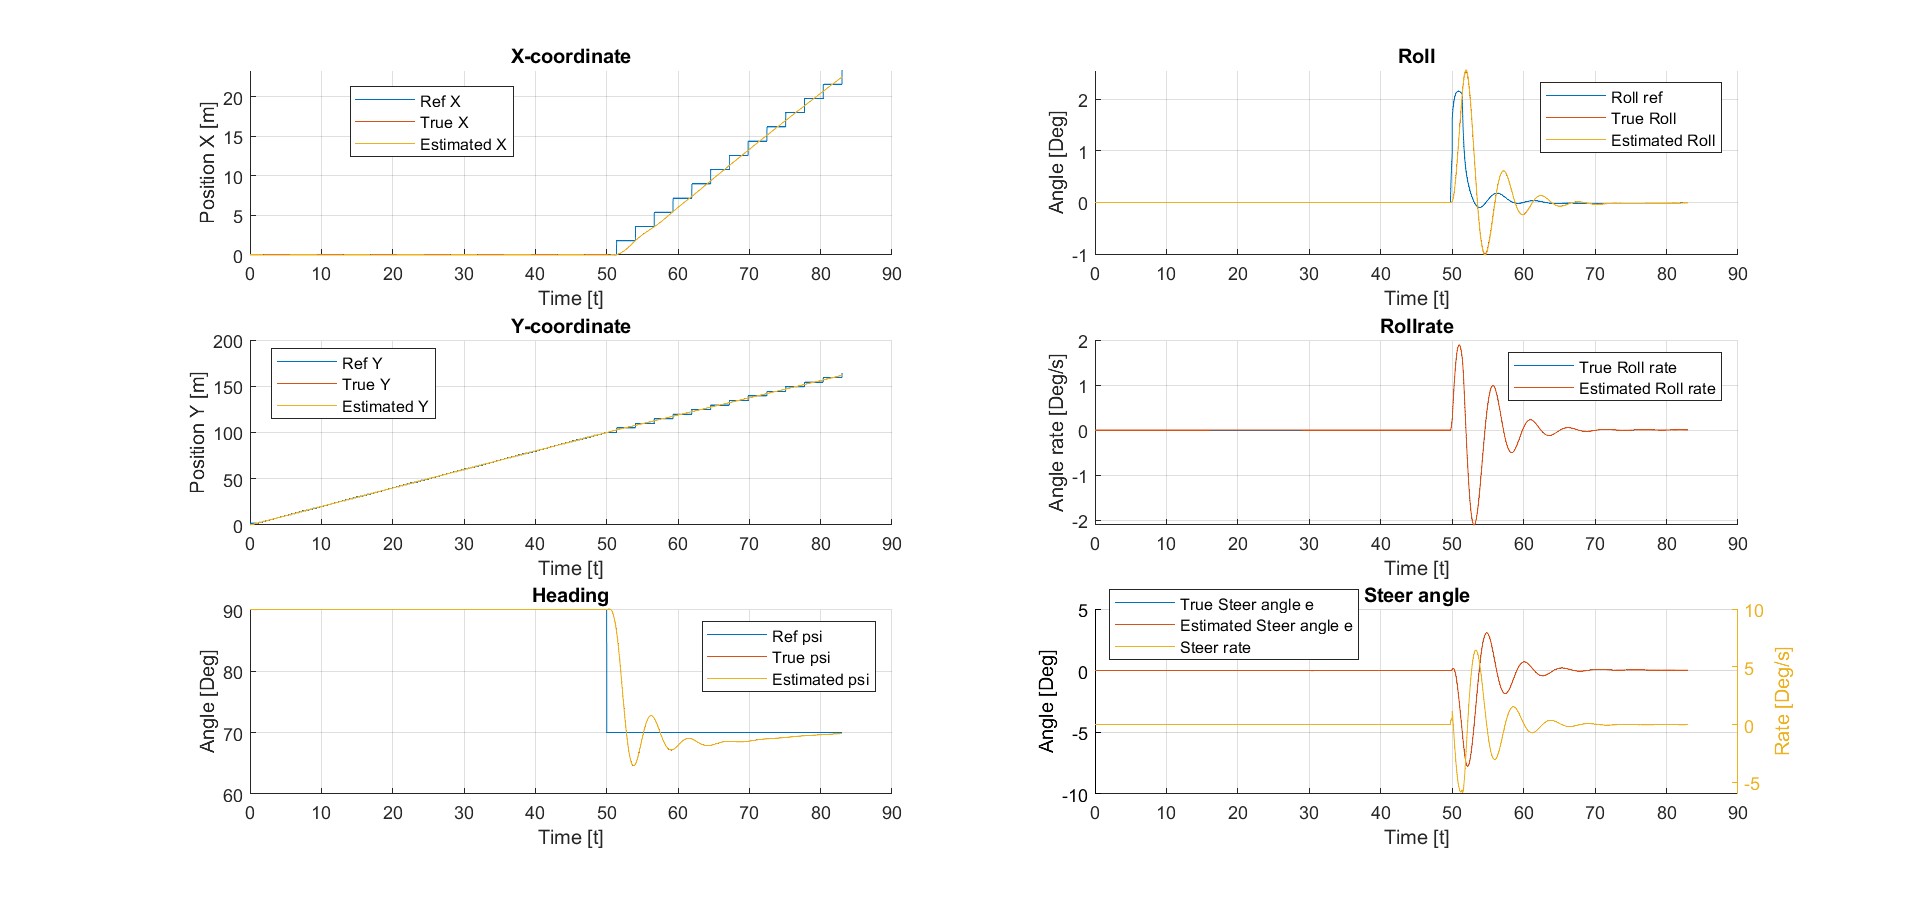 X-coordinate
Position X [m]
20
15
10
5
0
Ref X
True X
Estimated X
0 10 20 30 40 50 60 70 80 90
Time [t]
Roll
Angle [Deg]
2
1
0
-1
Roll ref
True Roll
Estimated Roll
0 10 20 30 40 50 60 70 80 90
Time [t]
Y-coordinate
Position Y [m]
200
150
100
50
0
Ref Y
True Y
Estimated Y
0 10 20 30 40 50 60 70 80 90
Time [t]
Rollrate
Angle rate [Deg/s]
2
1
0
-1
-2
True Roll rate
Estimated Roll rate
0 10 20 30 40 50 60 70 80 90
Time [t]
Heading
Angle [Deg]
90
80
70
60
Ref psi
True psi
Estimated psi
0 10 20 30 40 50 60 70 80 90
Time [t]
Steer angle
Angle [Deg]
5
0
-5
-10
True Steer angle e
Estimated Steer angle e
Steer rate
10
5
0
-5
Rate [Deg/s]
0 10 20 30 40 50 60 70 80 90
Time [t]